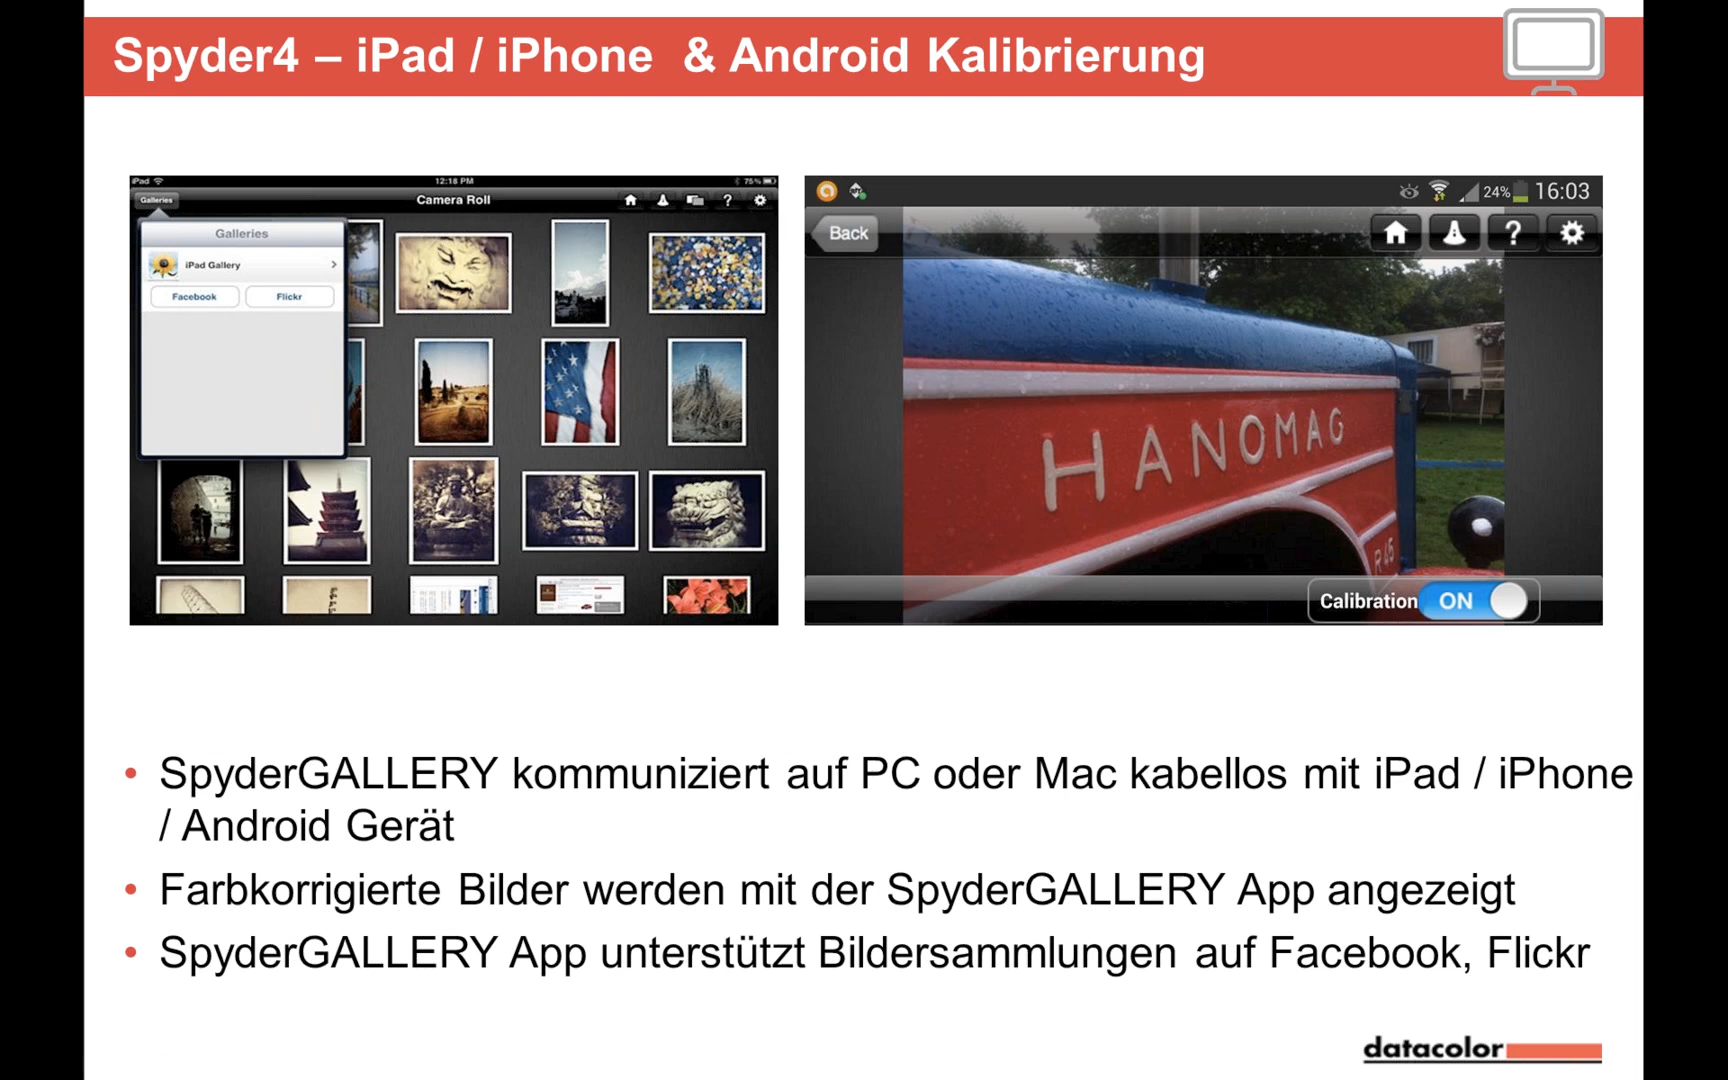 Spyder4 – iPad / iPhone & Android Kalibrierung
iPad 12:18 PM 75%
Galleries Camera Roll ?
Galleries
iPad Gallery >
Facebook Flickr
24% 16:03
Back ?
HANOMAG
R45
Calibration ON
• SpyderGALLERY kommuniziert auf PC oder Mac kabellos mit iPad / iPhone
/ Android Gerät
• Farbkorrigierte Bilder werden mit der SpyderGALLERY App angezeigt
• SpyderGALLERY App unterstützt Bildersammlungen auf Facebook, Flickr
datacolor